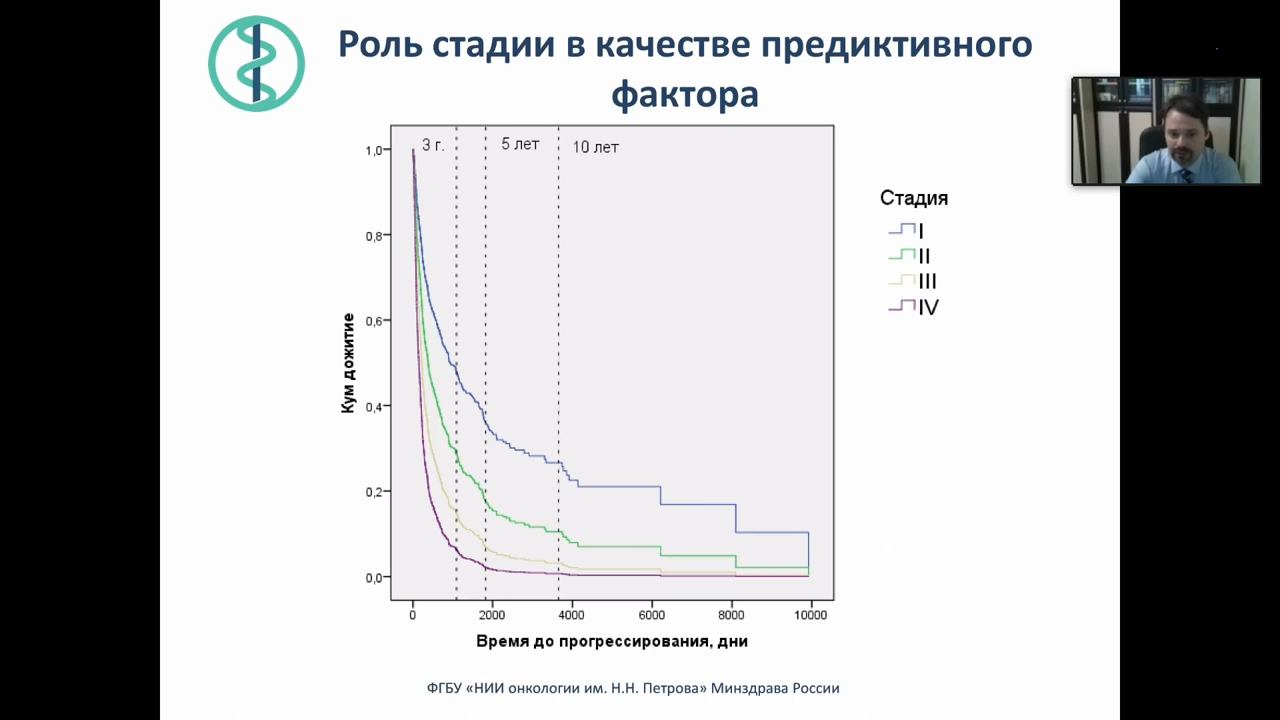 Роль стадии в качестве предиктивного
фактора
3 г.
5 лет
10 лет
1,0
0,8
0,6
0,4
0,2
0,0
Кум дожитие
0
2000
4000
6000
8000
10000
Время до прогрессирования, дни
Стадия
I
II
III
IV
ФГБУ «НИИ онкологии им. Н.Н. Петрова» Минздрава России